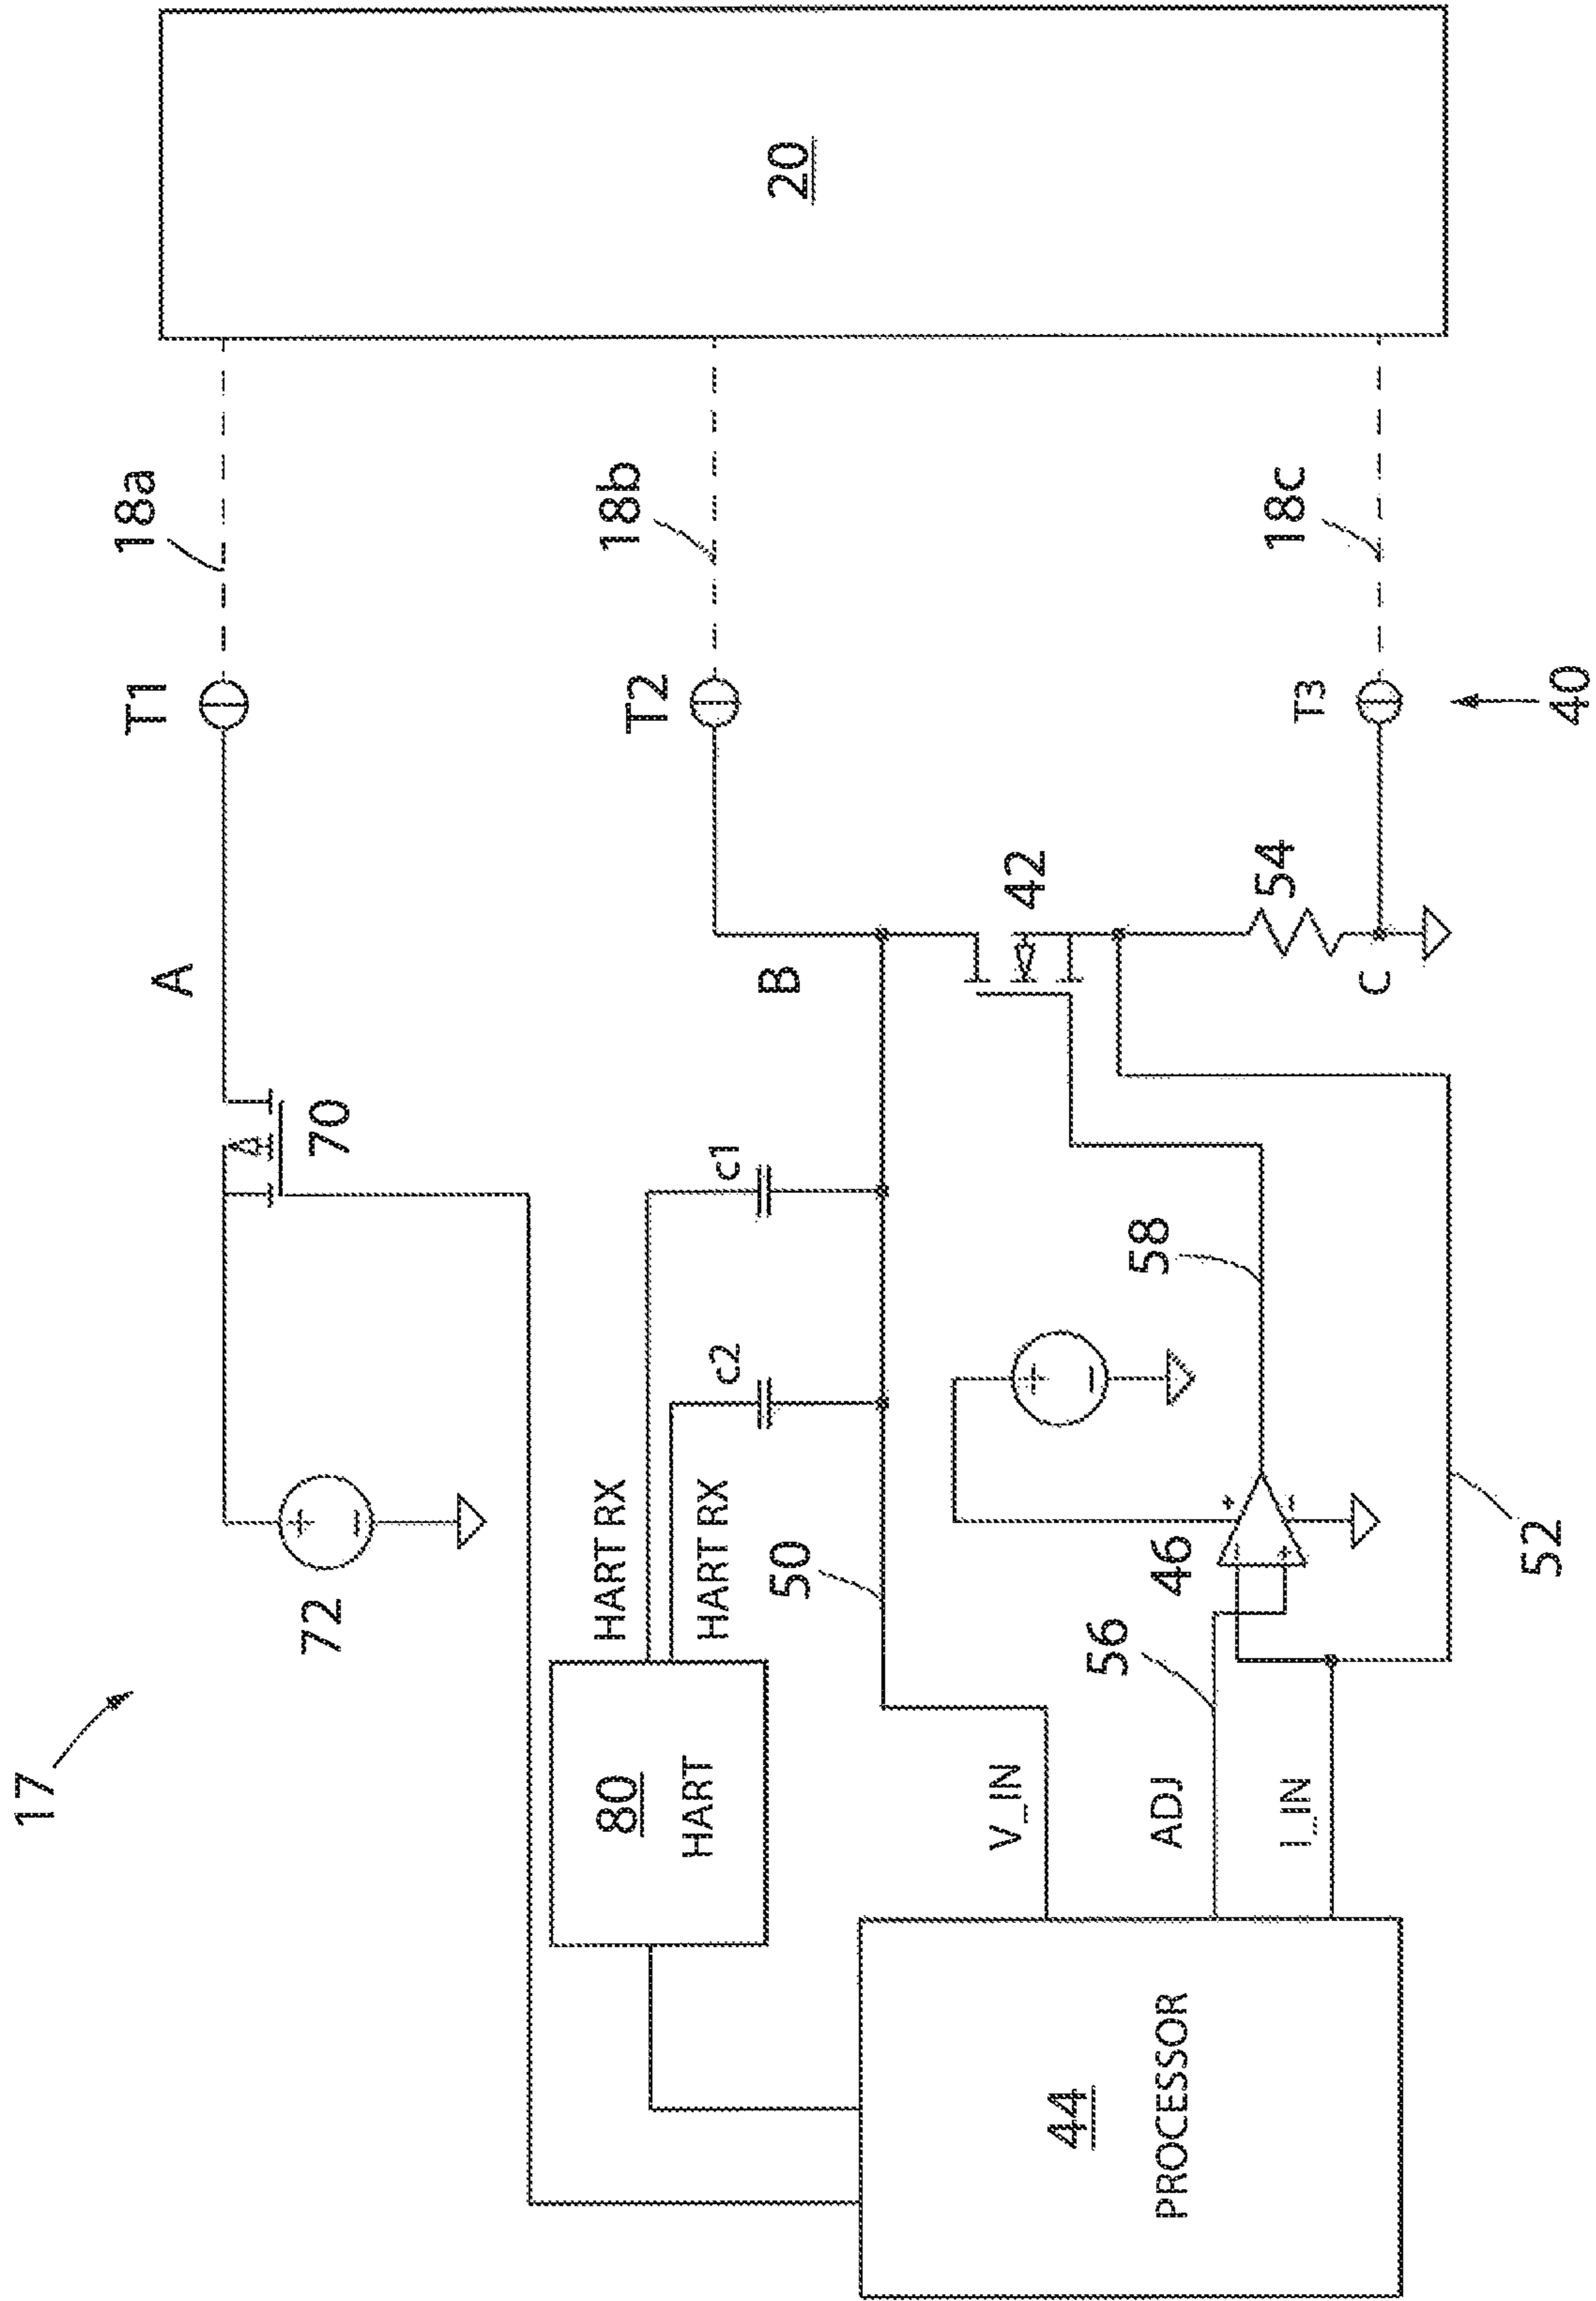 17
72
A
T1
18a
70
HART RX
HART RX
c2
c1
80
HART
50
B
T2
18b
20
V_IN
ADJ
I_IN
56
46
58
42
54
C
T3
18c
44
PROCESSOR
52
40
+
−
+
−
+
−
−
+